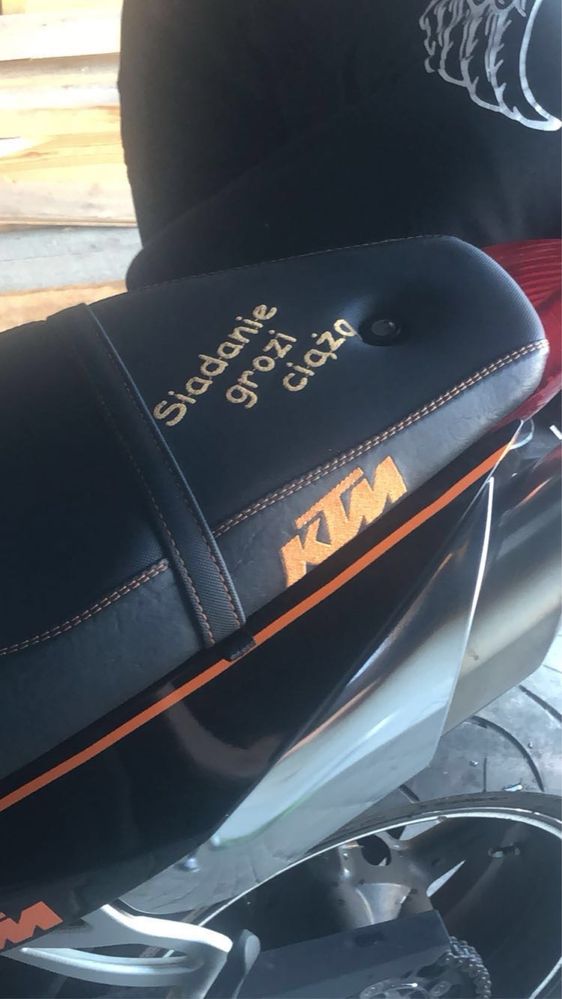 Siadanie
grozi
ciążą
KTM
KTM